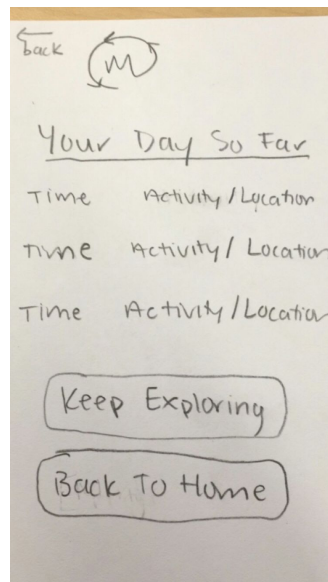 back
M
Your Day So Far
Time Activity/Location
Time Activity/Location
Time Activity/Location
Keep Exploring
Back To Home